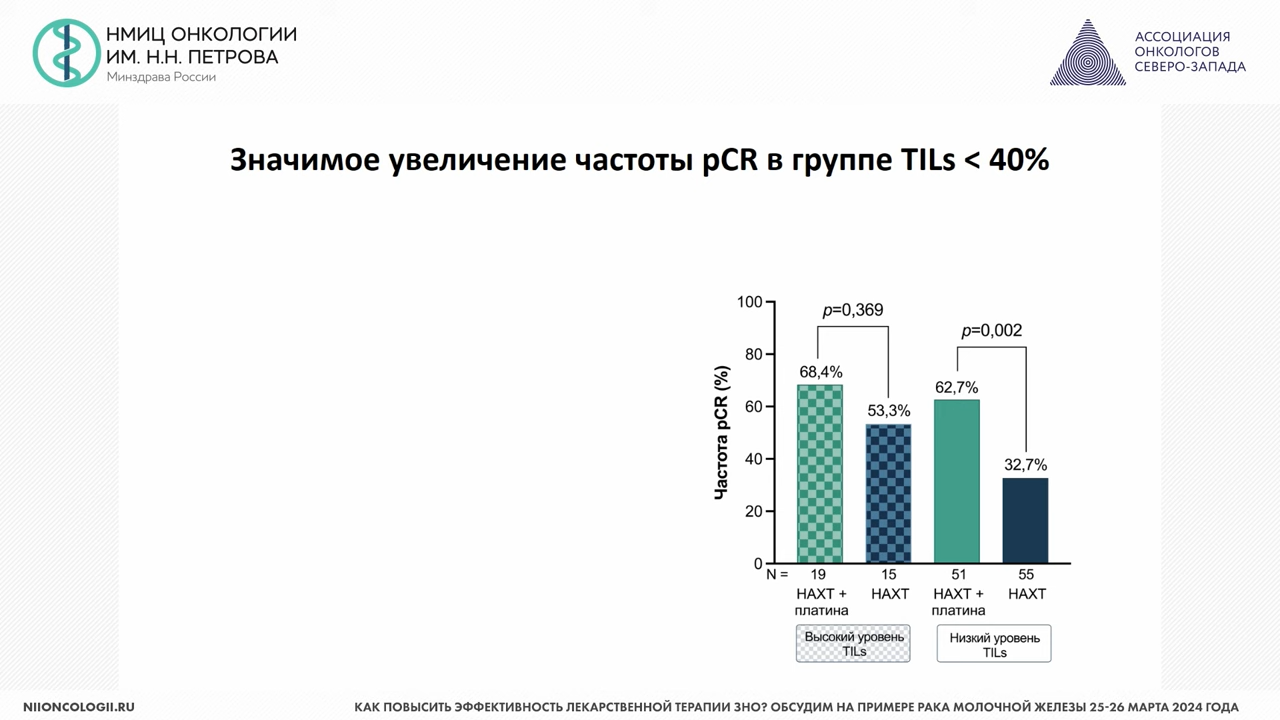 НМИЦ ОНКОЛОГИИ
ИМ. Н.Н. ПЕТРОВА
Минздрава России
АССОЦИАЦИЯ
ОНКОЛОГОВ
СЕВЕРО-ЗАПАДА
Значимое увеличение частоты pCR в группе TILs < 40%
Частота pCR (%)
100
80
60
40
20
0
p=0,369
p=0,002
68,4%
53,3%
62,7%
32,7%
N = 19 15 51 55
НАХТ + платина
НАХТ
НАХТ + платина
НАХТ
Высокий уровень
TILs
Низкий уровень
TILs
NIIONCOLOGII.RU
КАК ПОВЫСИТЬ ЭФФЕКТИВНОСТЬ ЛЕКАРСТВЕННОЙ ТЕРАПИИ ЗНО? ОБСУДИМ НА ПРИМЕРЕ РАКА МОЛОЧНОЙ ЖЕЛЕЗЫ 25-26 МАРТА 2024 ГОДА